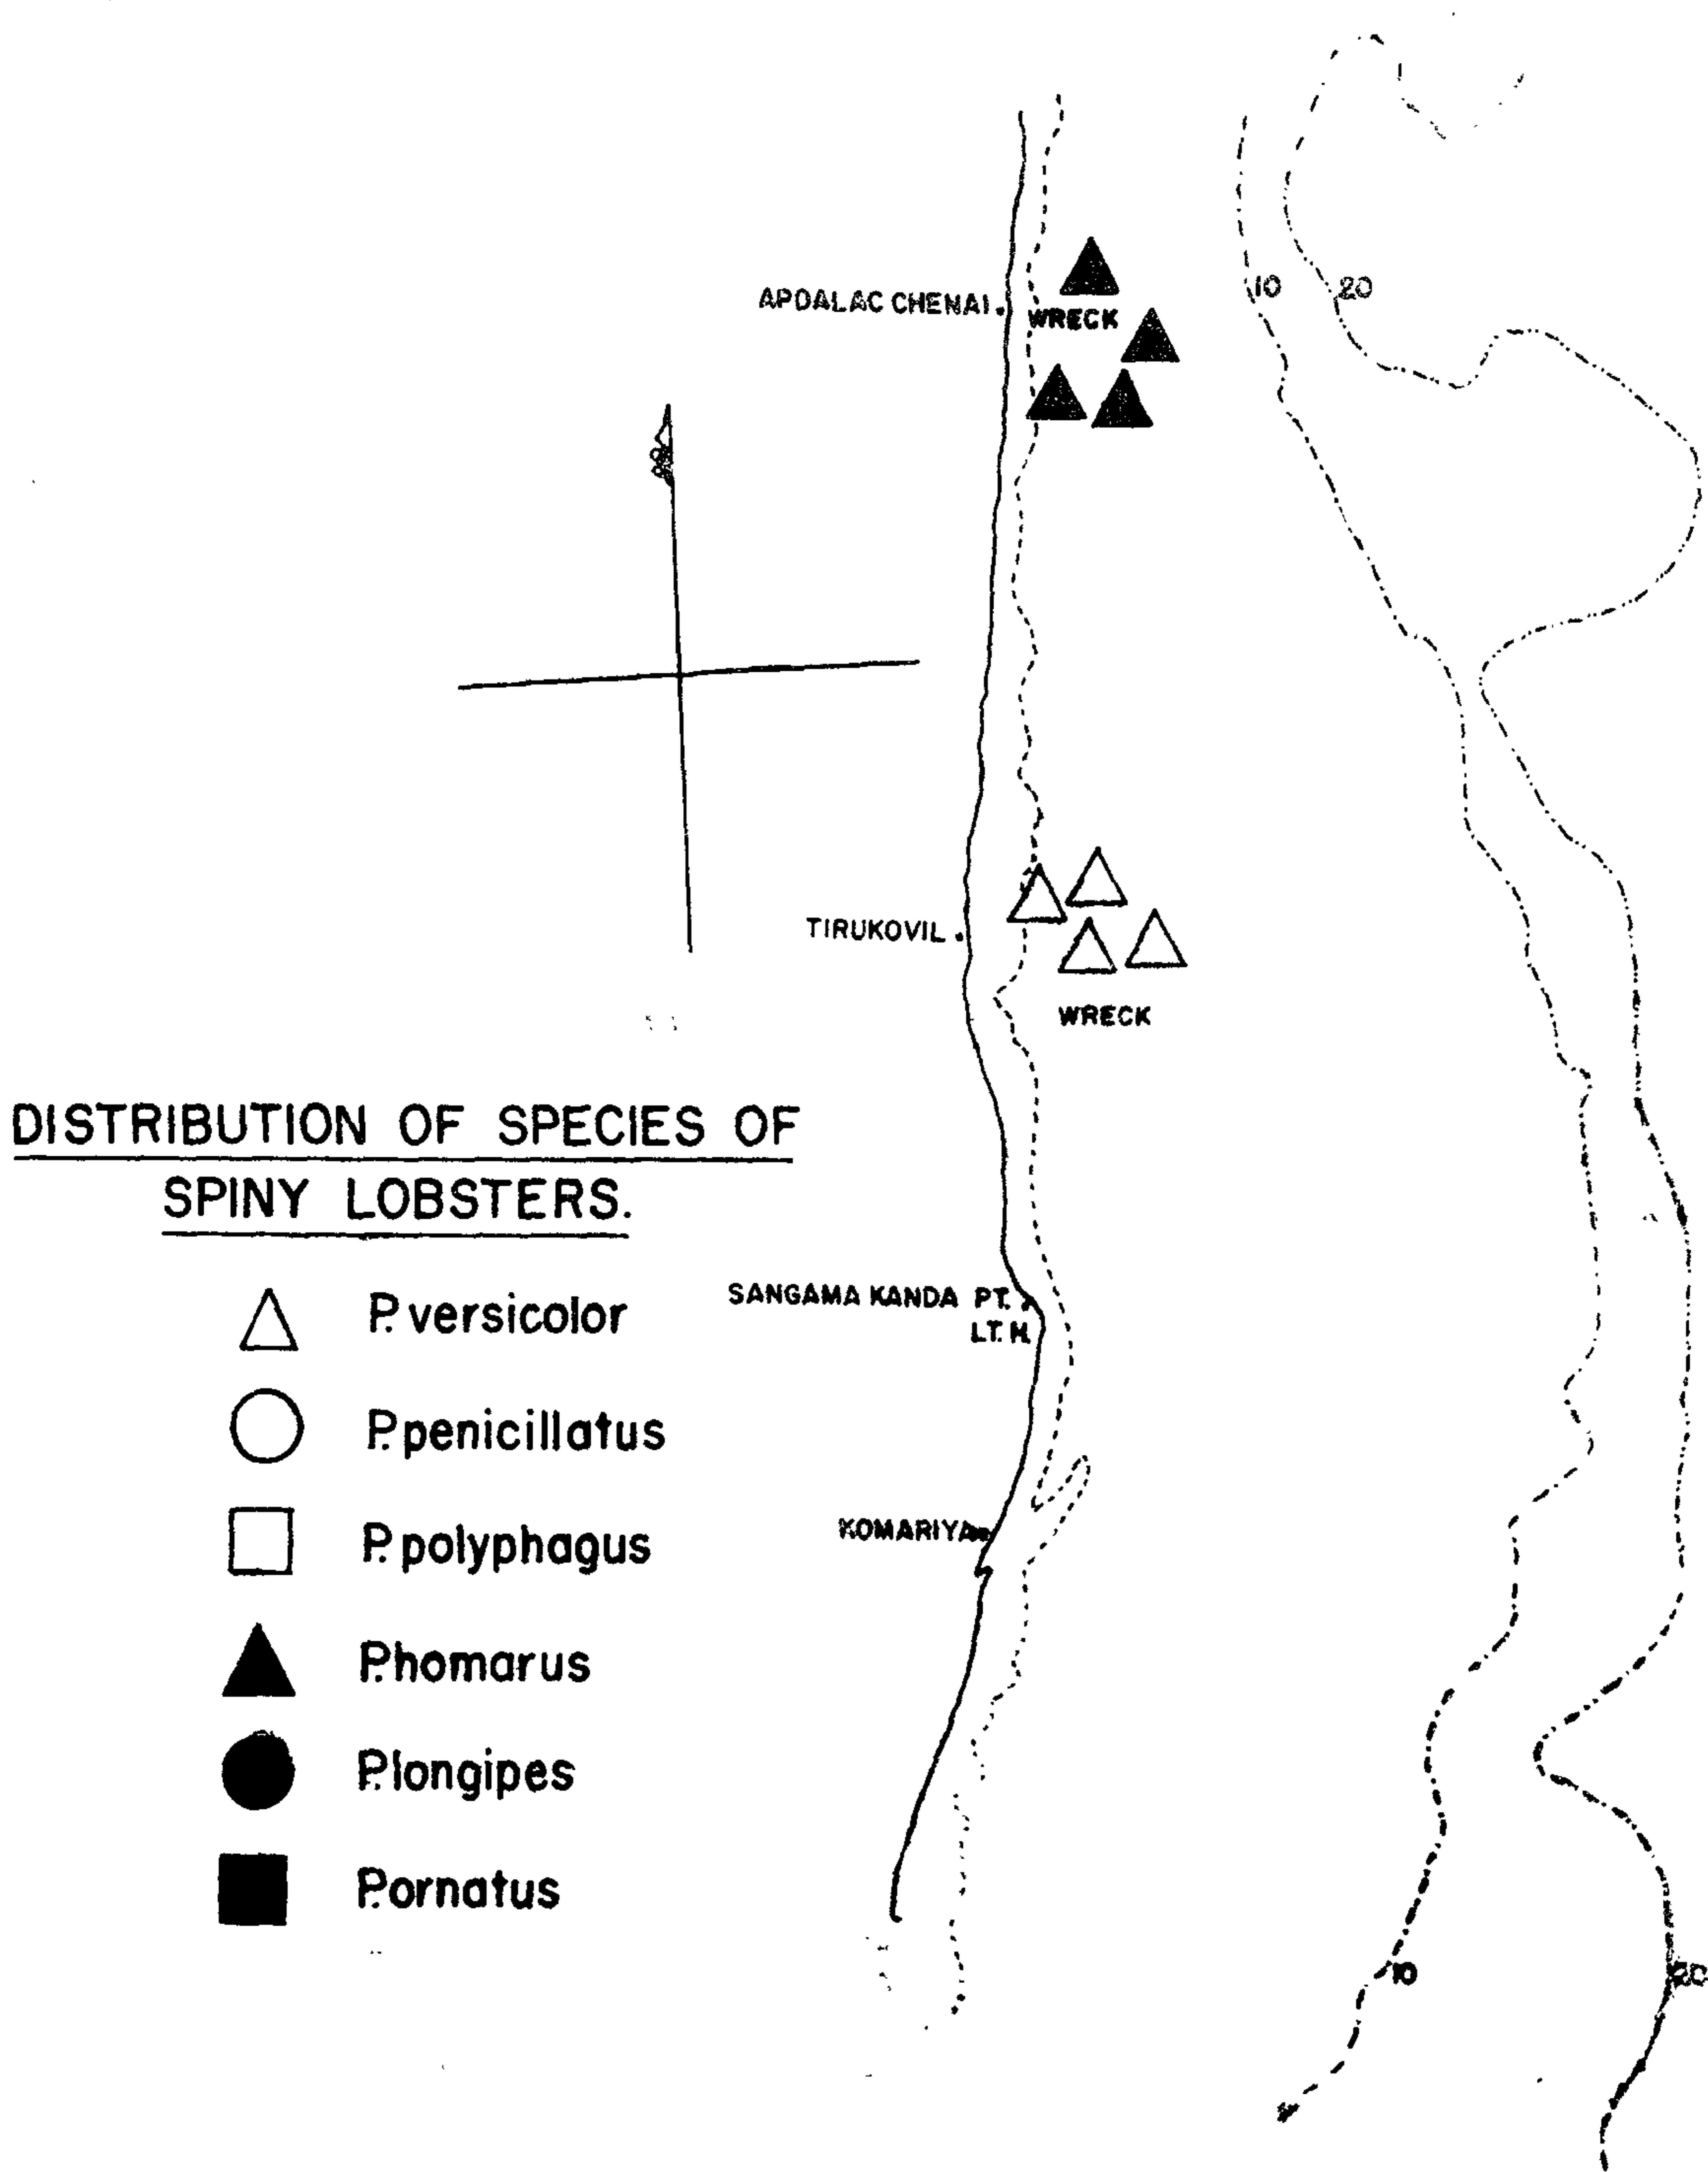 10
20
APDALAC CHENAI
WRECK
TIRUKOVIL
WRECK
DISTRIBUTION OF SPECIES OF
SPINY LOBSTERS.
SANGAMA KANDA PT.
LT. H.
P. versicolor
P. penicillatus
P. polyphagus
KOMARIYA
P. homarus
P. longipes
P. ornatus
10
20